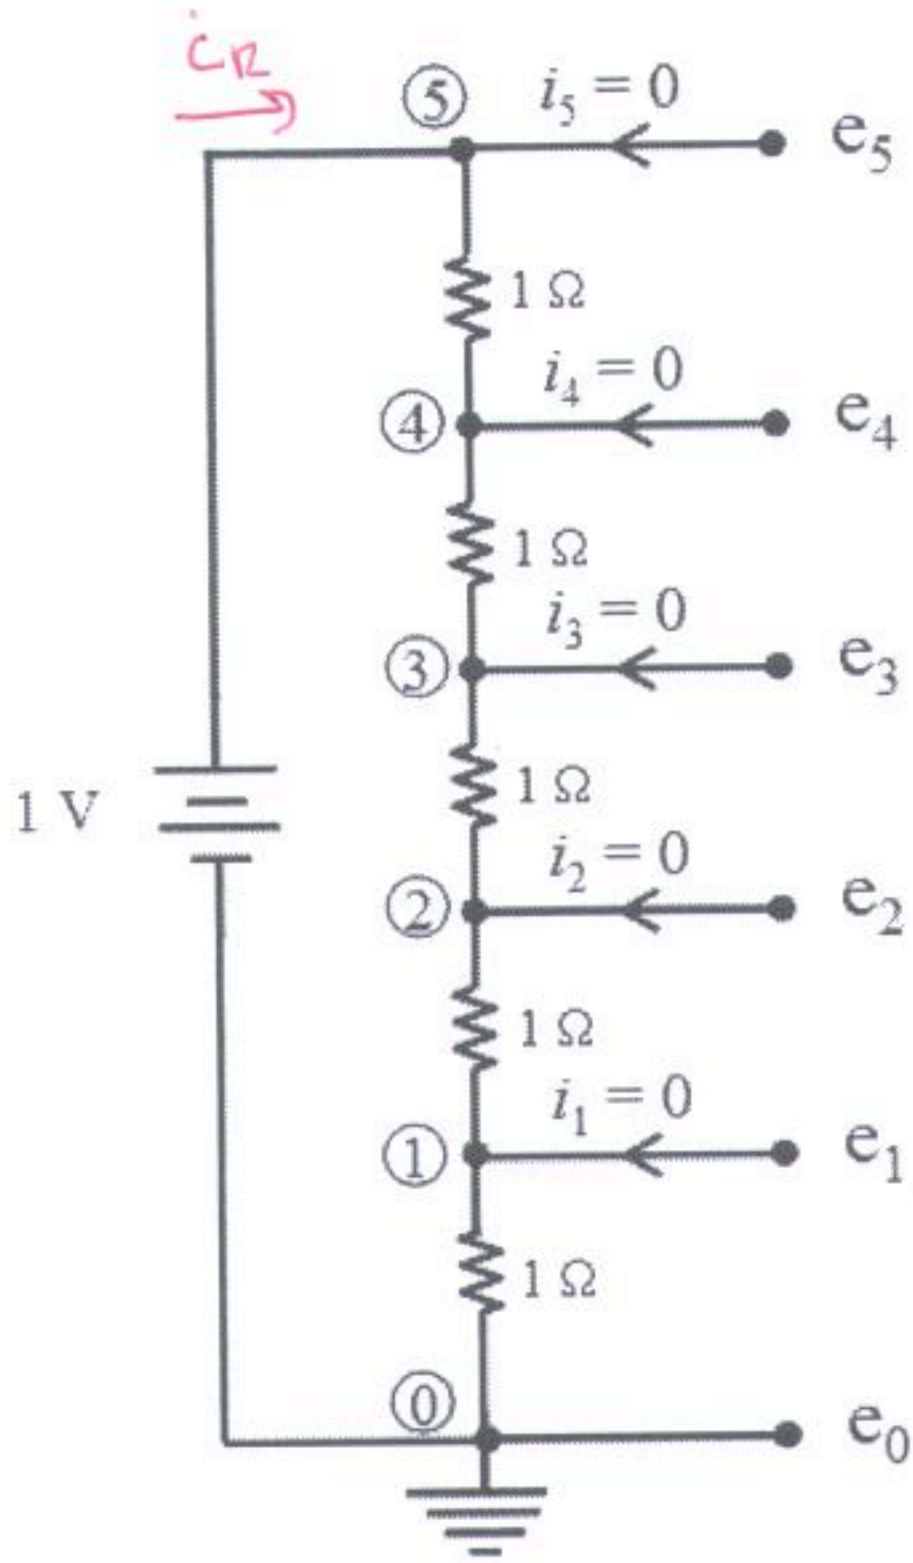 i_R
⑤ i₅ = 0 e₅
1 Ω
④ i₄ = 0 e₄
1 Ω
③ i₃ = 0 e₃
1 Ω
1 V
② i₂ = 0 e₂
1 Ω
① i₁ = 0 e₁
1 Ω
⓪ e₀